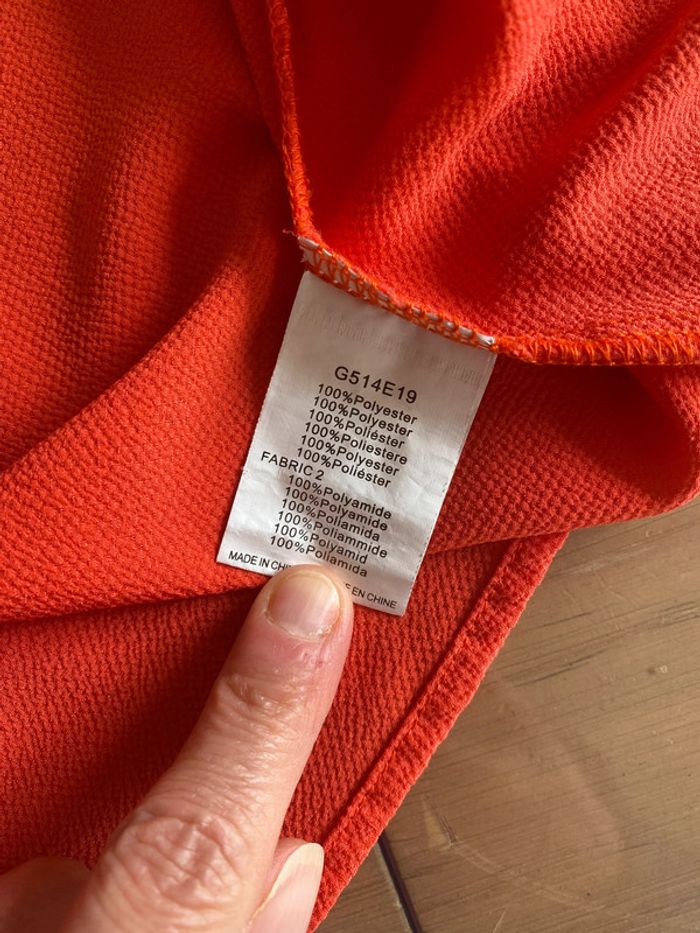 G514E19
100%Polyester
100%Polyester
100%Poliéster
100%Poliestere
100%Polyester
100%Poliéster
FABRIC 2
100%Polyamide
100%Polyamide
100%Poliamida
100%Poliammide
100%Polyamid
100%Poliamida
MADE IN EN CHINE